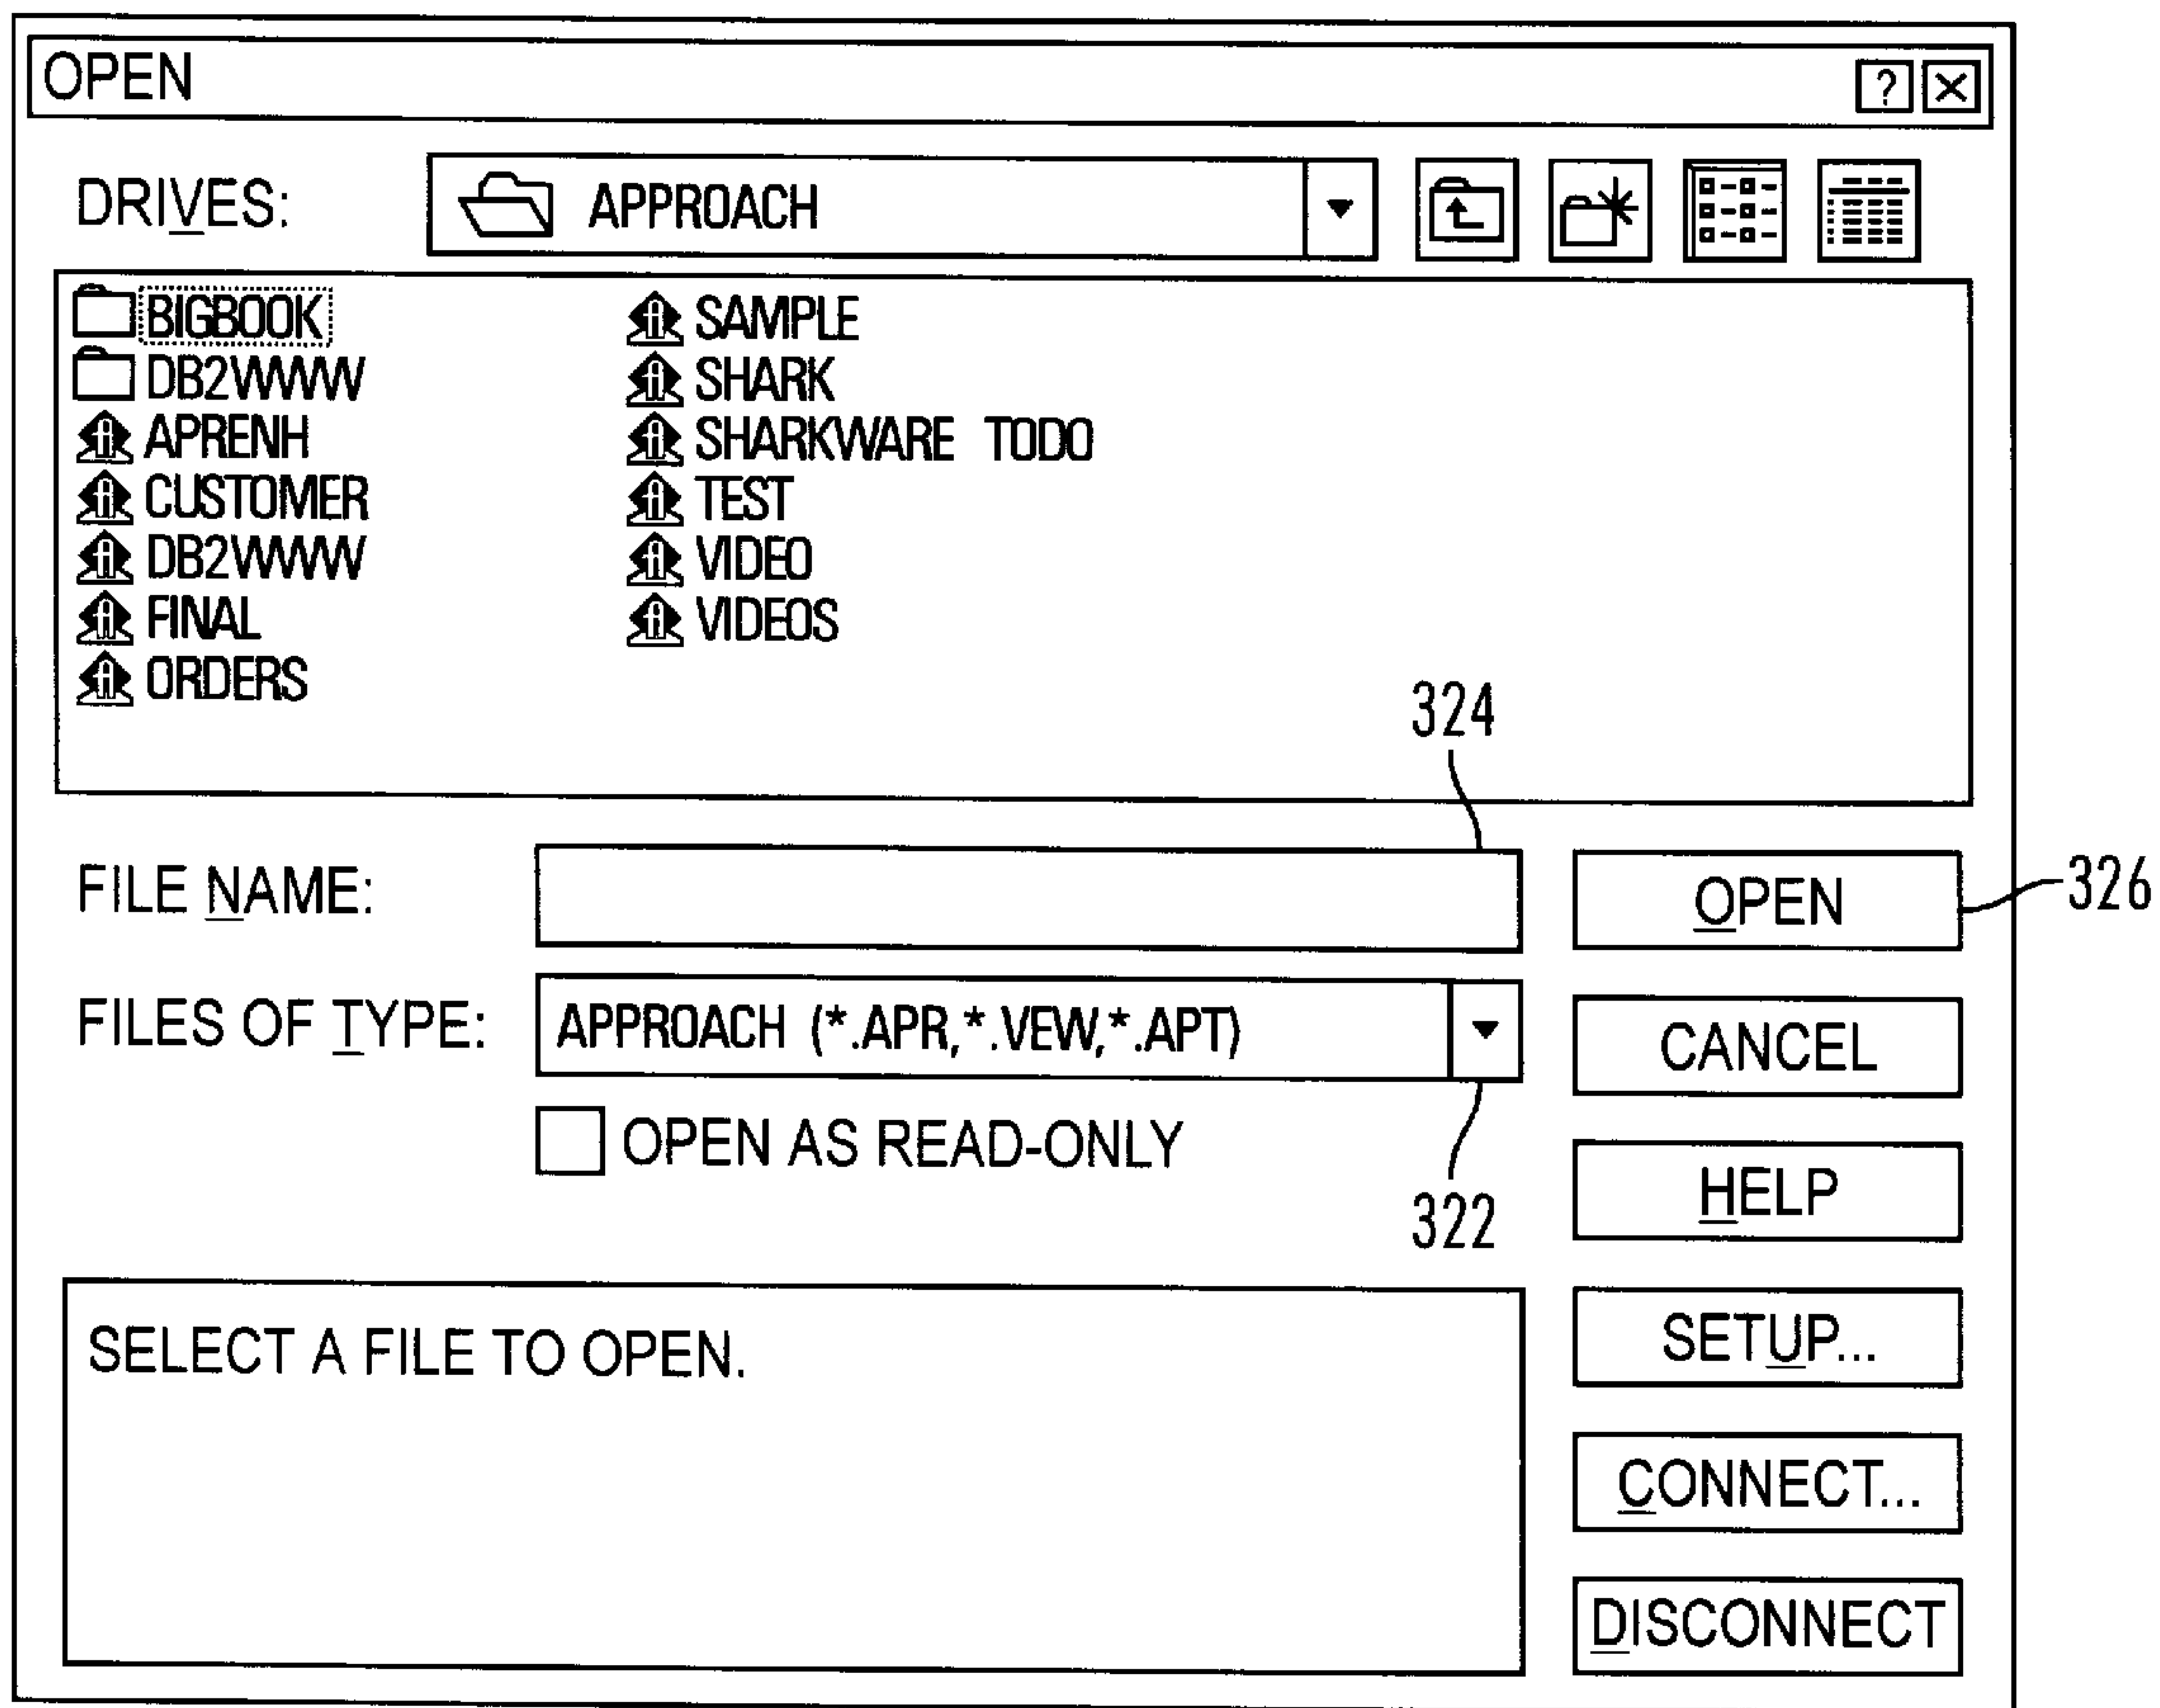 OPEN
?
DRIVES: APPROACH
BIGBOOK
DB2WWW
APRENH
CUSTOMER
DB2WWW
FINAL
ORDERS
SAMPLE
SHARK
SHARKWARE TODO
TEST
VIDEO
VIDEOS
324
FILE NAME:
OPEN
326
FILES OF TYPE: APPROACH (*.APR,*.VEW,*.APT)
CANCEL
OPEN AS READ-ONLY
322
HELP
SELECT A FILE TO OPEN.
SETUP...
CONNECT...
DISCONNECT